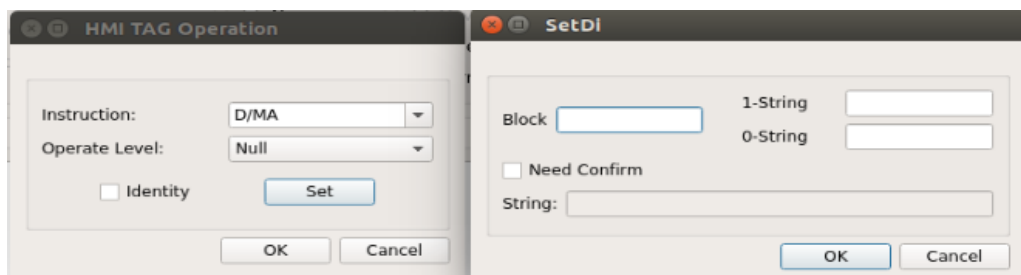 HMI TAG Operation
Instruction:
D/MA
Operate Level:
Null
Identity
Set
OK
Cancel
SetDi
Block
1-String
0-String
Need Confirm
String:
OK
Cancel